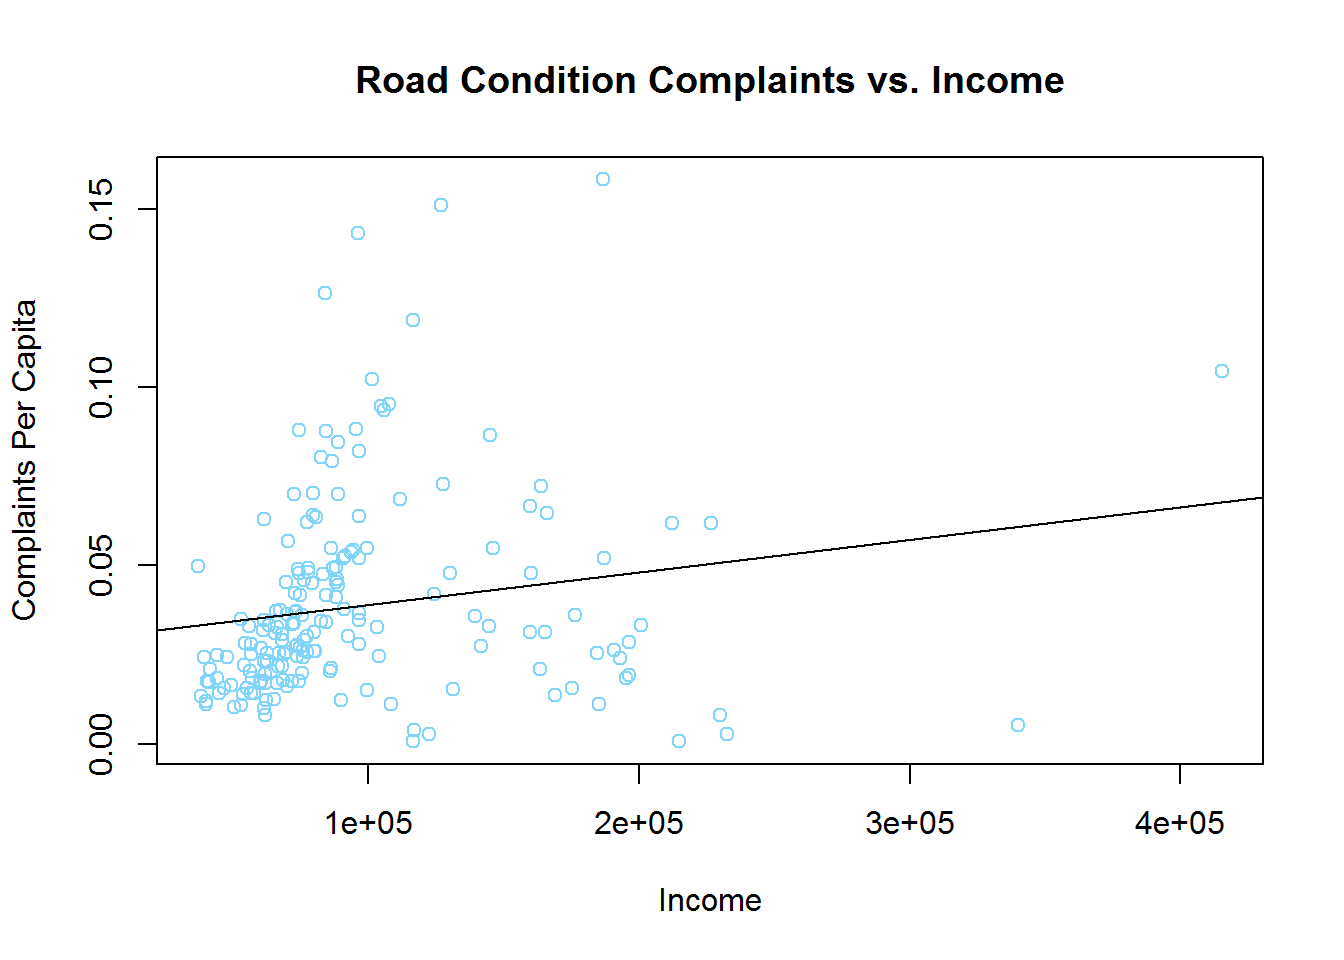 Road Condition Complaints vs. Income
Complaints Per Capita
0.15
0.10
0.05
0.00
1e+05 2e+05 3e+05 4e+05
Income